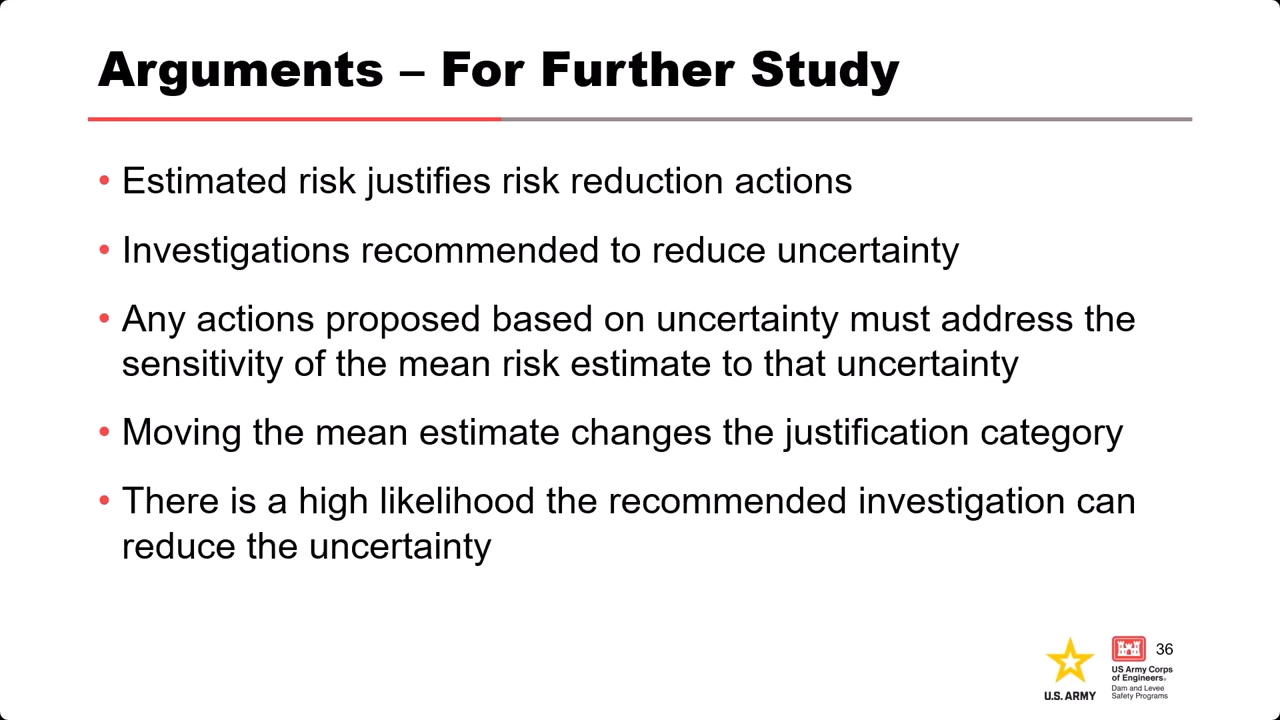 Arguments – For Further Study
• Estimated risk justifies risk reduction actions
• Investigations recommended to reduce uncertainty
• Any actions proposed based on uncertainty must address the
sensitivity of the mean risk estimate to that uncertainty
• Moving the mean estimate changes the justification category
• There is a high likelihood the recommended investigation can
reduce the uncertainty
36
U.S. ARMY
US Army Corps
of Engineers®
Dam and Levee
Safety Programs